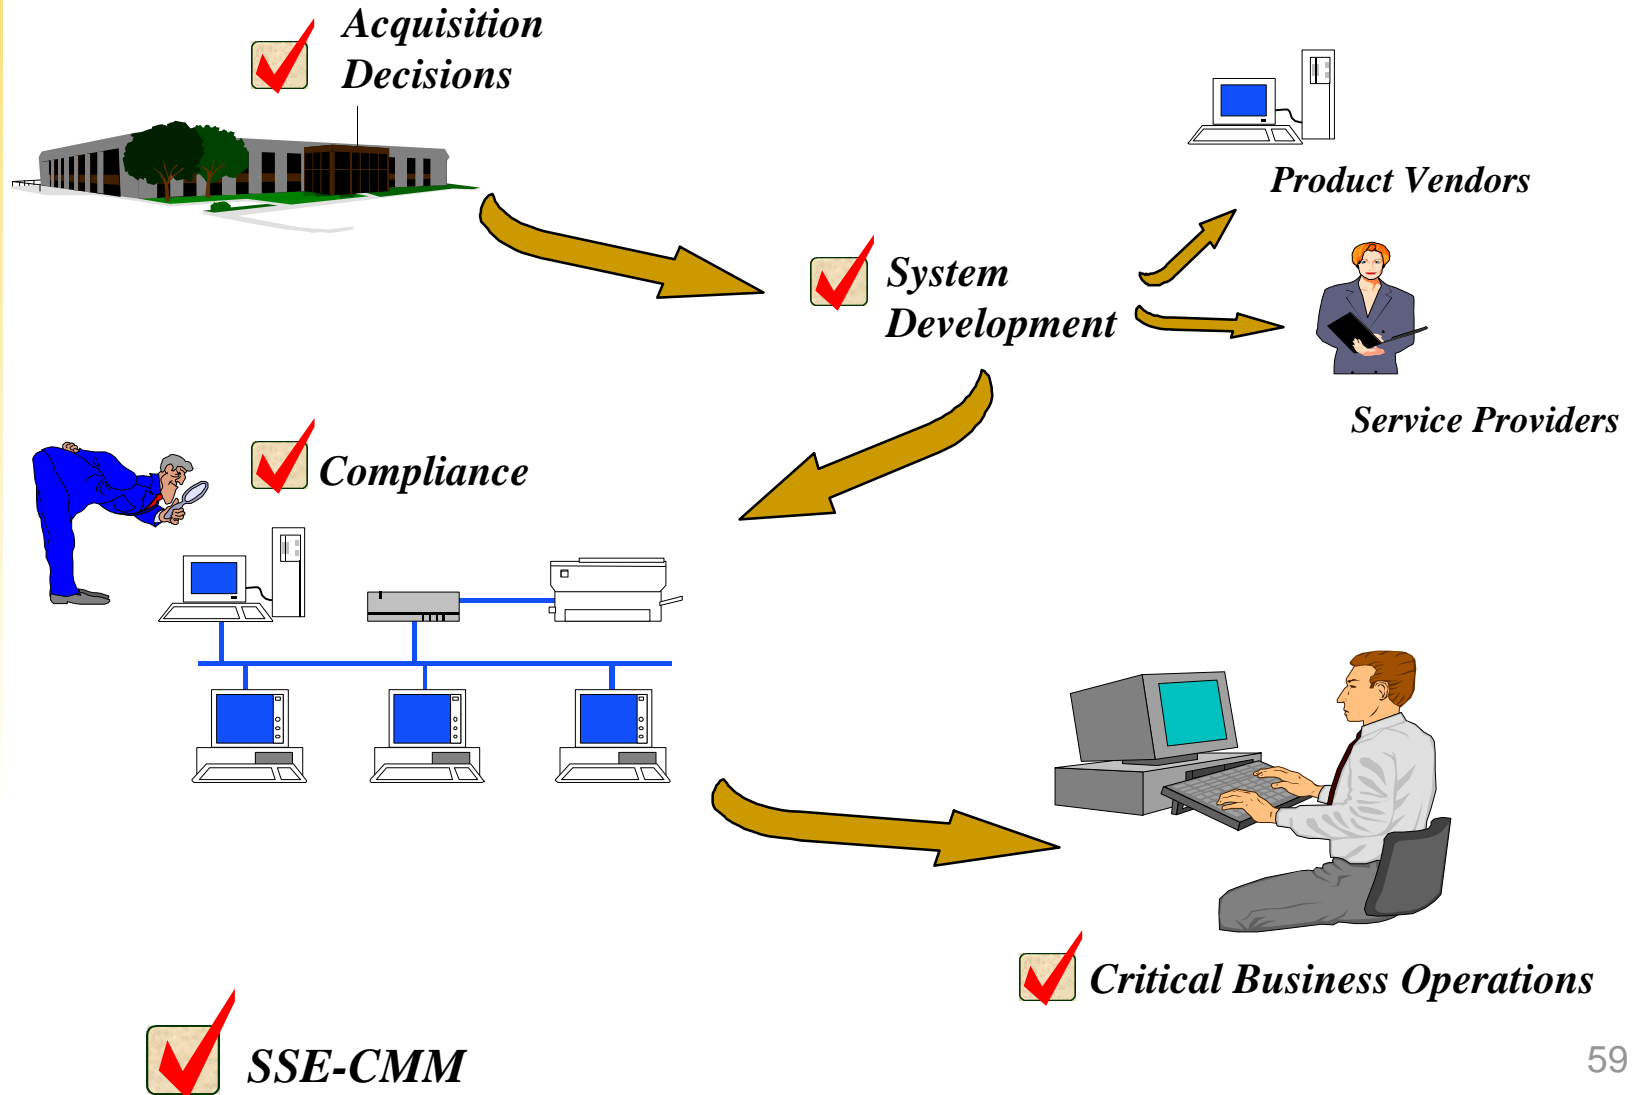 Acquisition
Decisions
Product Vendors
System
Development
Service Providers
Compliance
Critical Business Operations
SSE-CMM
59